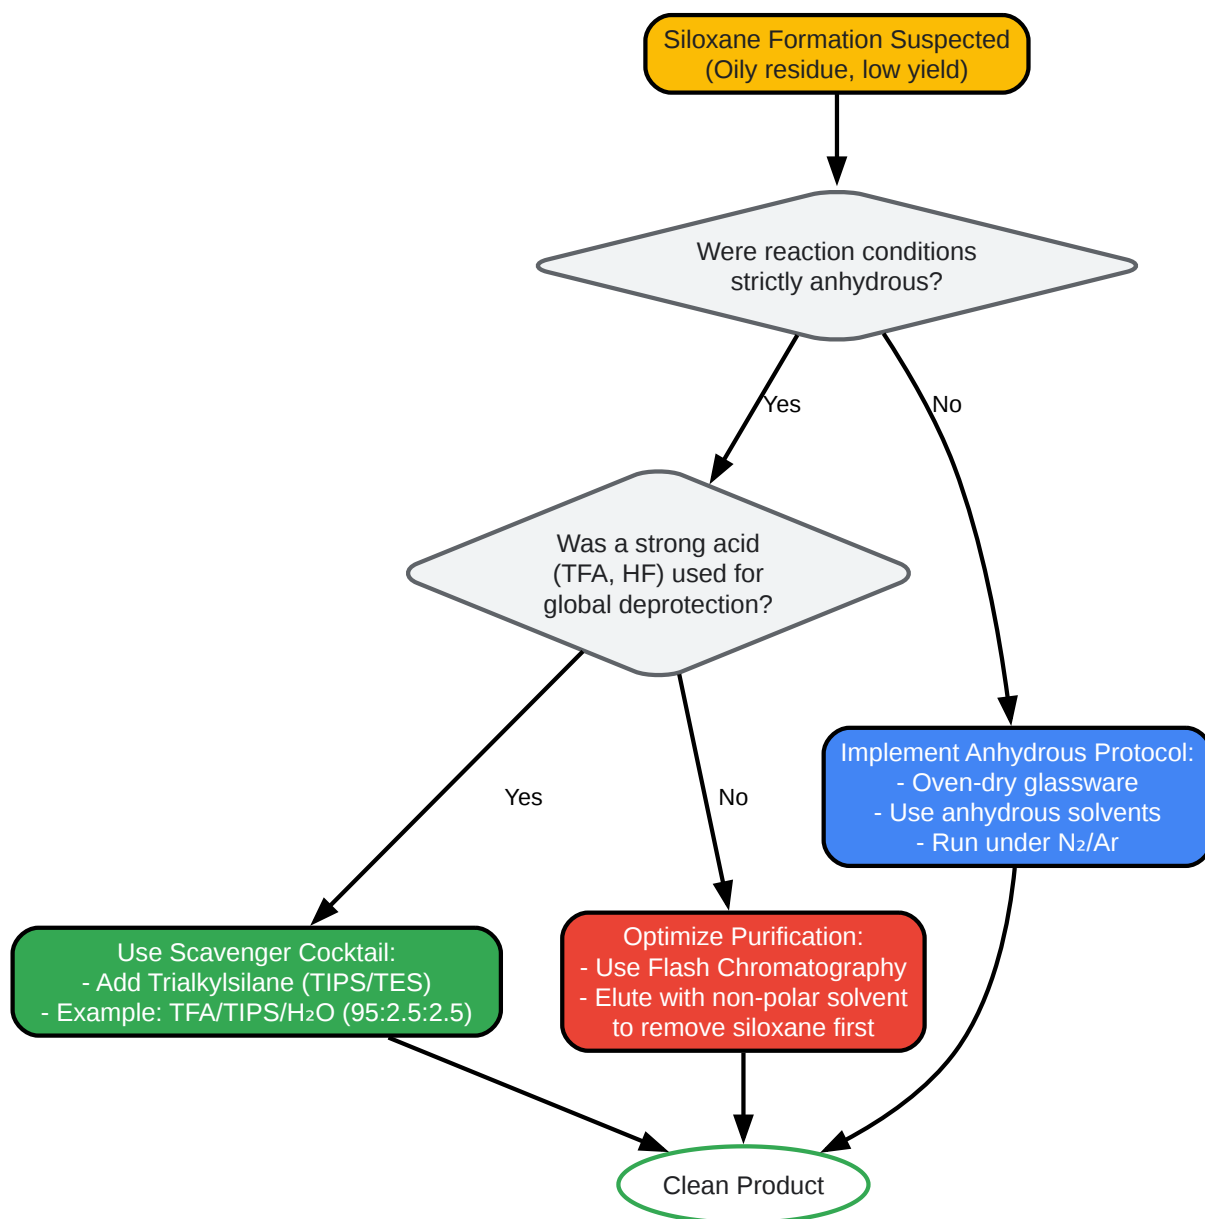 Siloxane Formation Suspected
(Oily residue, low yield)
Were reaction conditions
strictly anhydrous?
Yes
No
Was a strong acid
(TFA, HF) used for
global deprotection?
Yes
No
Implement Anhydrous Protocol:
- Oven-dry glassware
- Use anhydrous solvents
- Run under N₂/Ar
Use Scavenger Cocktail:
- Add Trialkylsilane (TIPS/TES)
- Example: TFA/TIPS/H₂O (95:2.5:2.5)
Optimize Purification:
- Use Flash Chromatography
- Elute with non-polar solvent
to remove siloxane first
Clean Product